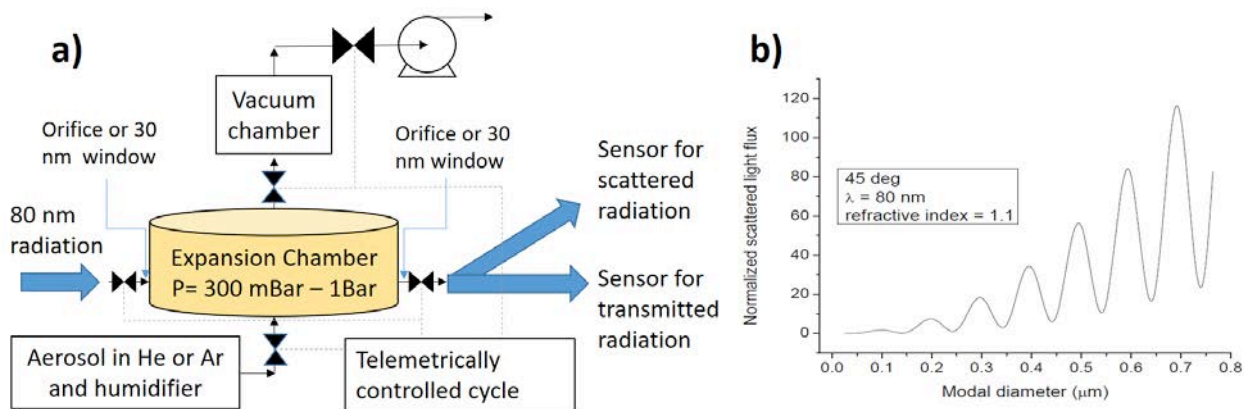 a)
Vacuum
chamber
Orifice or 30
nm window
Orifice or 30
nm window
80 nm
radiation
Expansion Chamber
P= 300 mBar – 1Bar
Sensor for
scattered
radiation
Sensor for
transmitted
radiation
Aerosol in He or Ar
and humidifier
Telemetrically
controlled cycle
b)
Normalized scattered light flux
120
100
80
60
40
20
0
45 deg
λ = 80 nm
refractive index = 1.1
0.0 0.1 0.2 0.3 0.4 0.5 0.6 0.7 0.8
Modal diameter (μm)